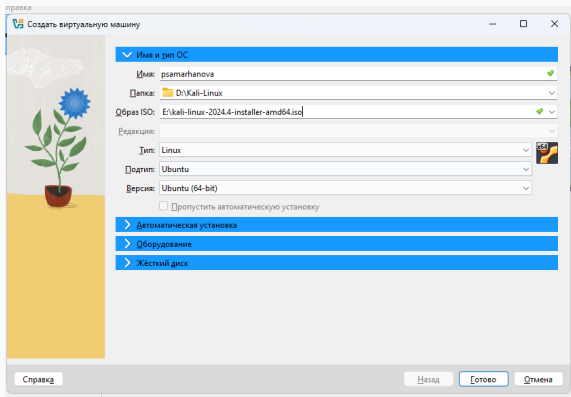 правка
Создать виртуальную машину
Имя и тип ОС
Имя: psamarhanova
Папка: D:\Kali-Linux
Образ ISO: E:\kali-linux-2024.4-installer-amd64.iso
Редакция:
Тип: Linux
x64
Подтип: Ubuntu
Версия: Ubuntu (64-bit)
Пропустить автоматическую установку
Автоматическая установка
Оборудование
Жёсткий диск
Справка Назад Готово Отмена